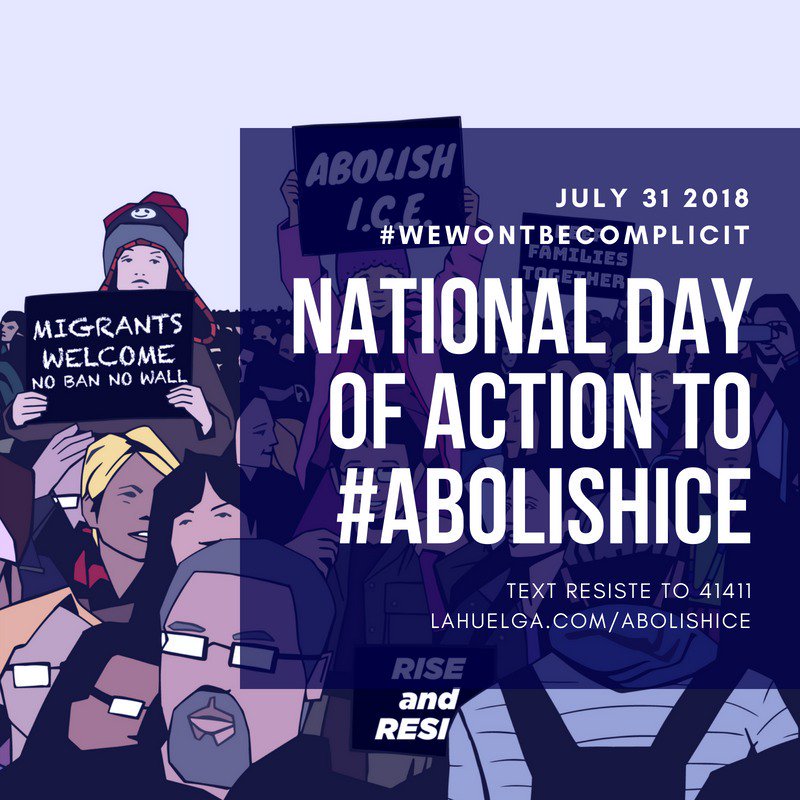 ABOLISH
I.C.E.
JULY 31 2018
#WEWONTBECOMPLICIT
FAMILIES
TOGETHER
NATIONAL DAY
OF ACTION TO
#ABOLISHICE
MIGRANTS
WELCOME
NO BAN NO WALL
TEXT RESISTE TO 41411
LAHUELGA.COM/ABOLISHICE
RISE
and
RESI